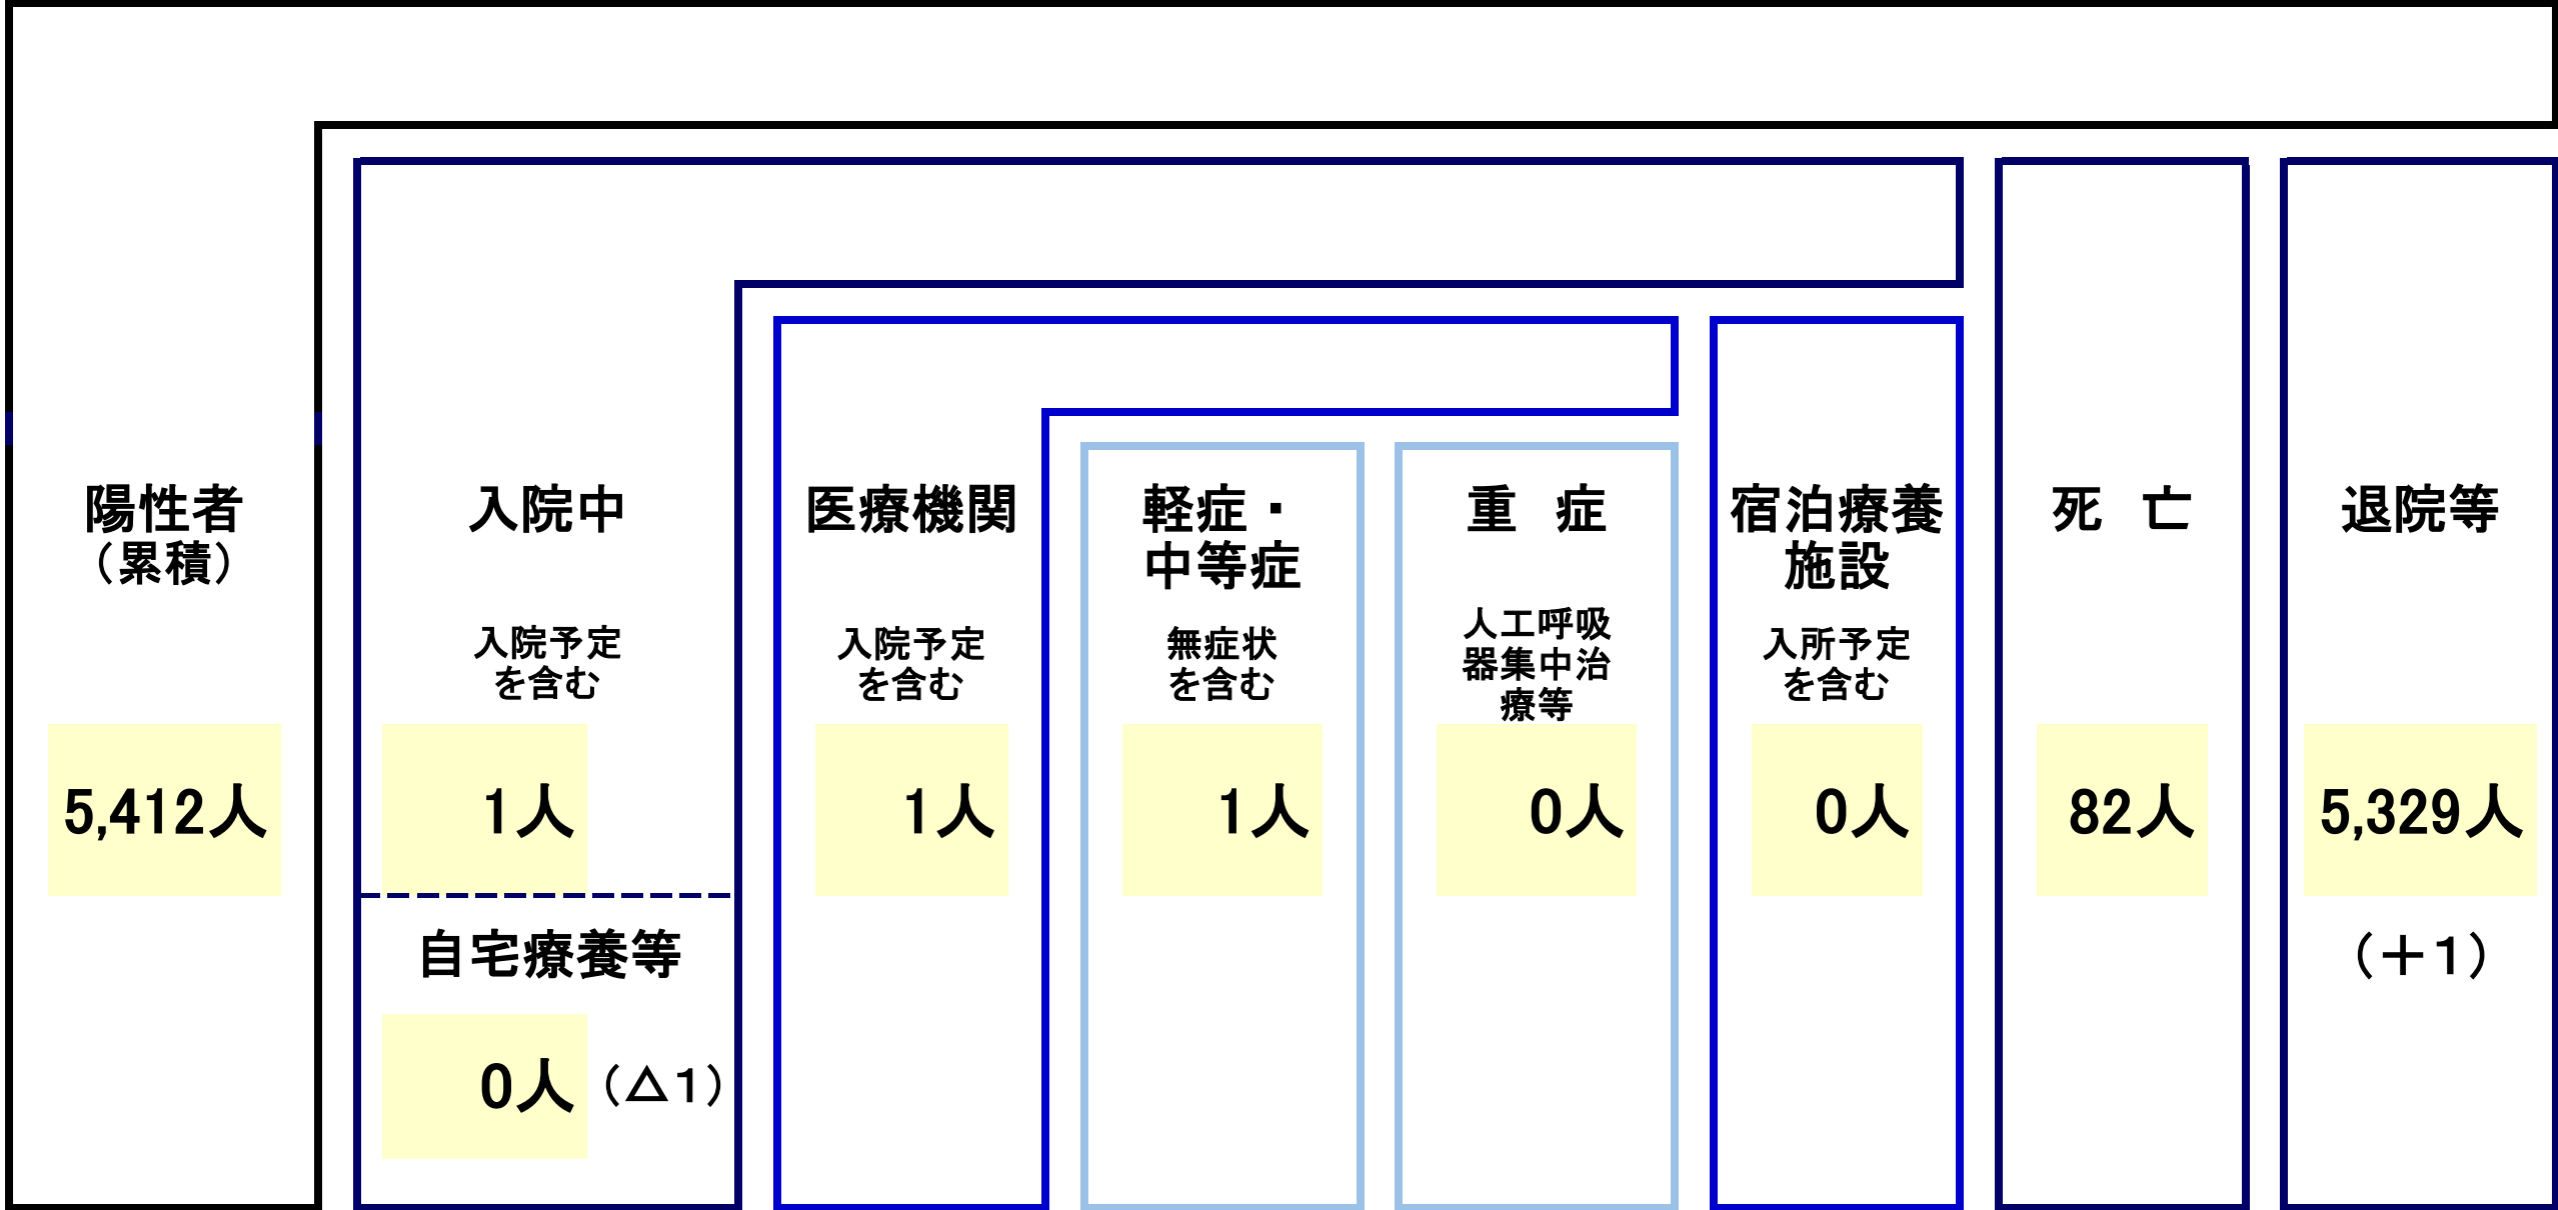 陽性者
（累積）
5,412人
入院中
入院予定
を含む
1人
自宅療養等
0人（△１）
医療機関
入院予定
を含む
1人
軽症・
中等症
無症状
を含む
1人
重　症
人工呼吸
器集中治
療等
0人
宿泊療養
施設
入所予定
を含む
0人
死　亡
82人
退院等
5,329人
（＋１）